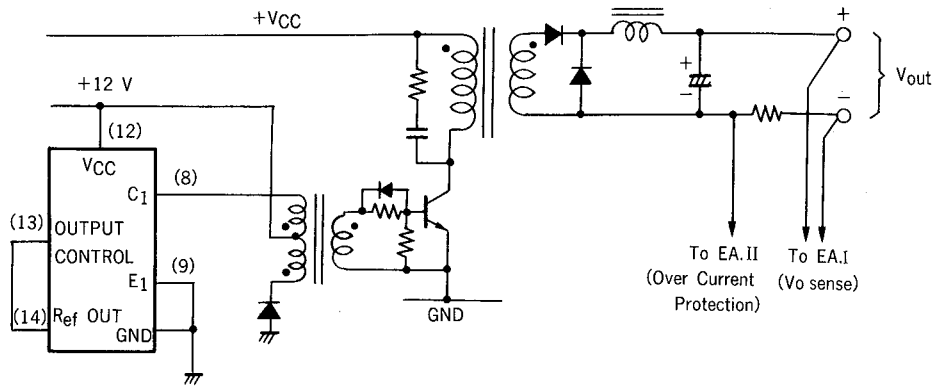 +VCC
+
+12 V
+
Vout
(12)
−
−
VCC
C1
(8)
(13)
OUTPUT
CONTROL
To EA.II
To EA.I
(9)
(Over Current
(Vo sense)
E1
Protection)
(14)
Ref OUT
GND
GND